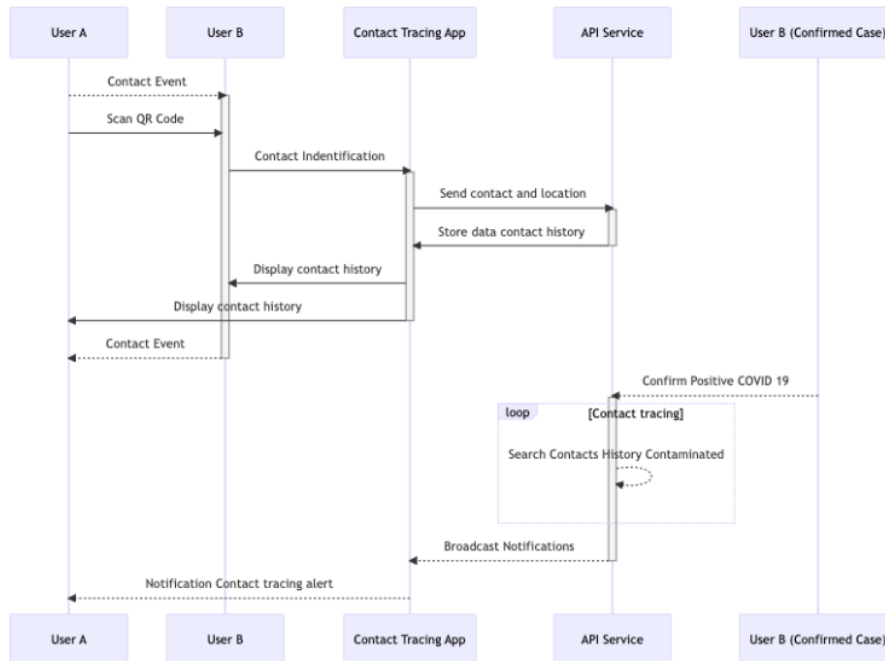 User A
User B
Contact Tracing App
API Service
User B (Confirmed Case)
Contact Event
Scan QR Code
Contact Indentification
Send contact and location
Store data contact history
Display contact history
Display contact history
Contact Event
Confirm Positive COVID 19
loop
[Contact tracing]
Search Contacts History Contaminated
Broadcast Notifications
Notification Contact tracing alert
User A
User B
Contact Tracing App
API Service
User B (Confirmed Case)